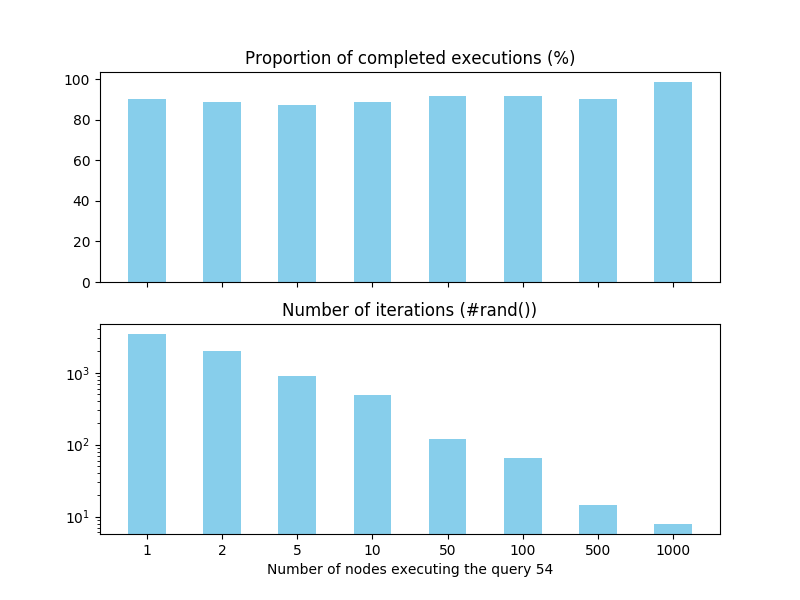 Proportion of completed executions (%)
100
80
60
40
20
0
Number of iterations (#rand())
10³
10²
10¹
1 2 5 10 50 100 500 1000
Number of nodes executing the query 54